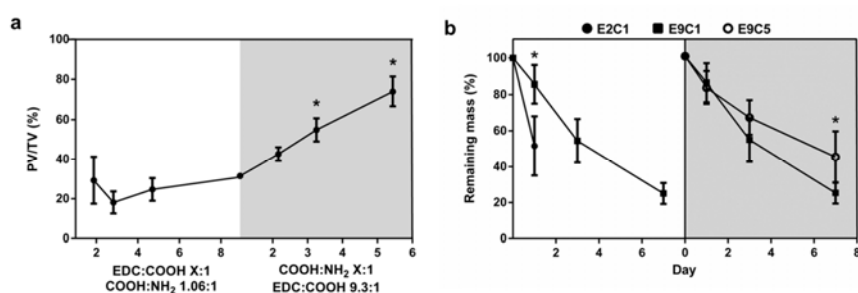 a
PV/TV (%)
100
80
60
40
20
0
2 4 6 8 2 3 4 5 6
EDC:COOH X:1
COOH:NH₂ 1.06:1
COOH:NH₂ X:1
EDC:COOH 9.3:1
*
*
b
E2C1 E9C1 E9C5
Remaining mass (%)
100
80
60
40
20
0
0 2 4 6 0 2 4 6 8
Day
*
*